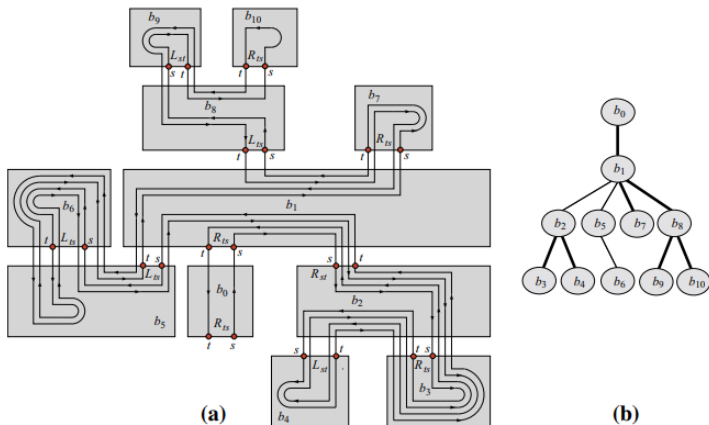 b9 b10
Lst Rts
s t t s
b8 b7
Lts Rts
t s t s
b6 b1
t Lts s t Lts s t Rts s s Rst t
b0 b2
b5 Rts
t s s Lst t t Rts s
b4 b3
(a)
b0
b1
b2 b5 b7 b8
b3 b4 b6 b9 b10
(b)